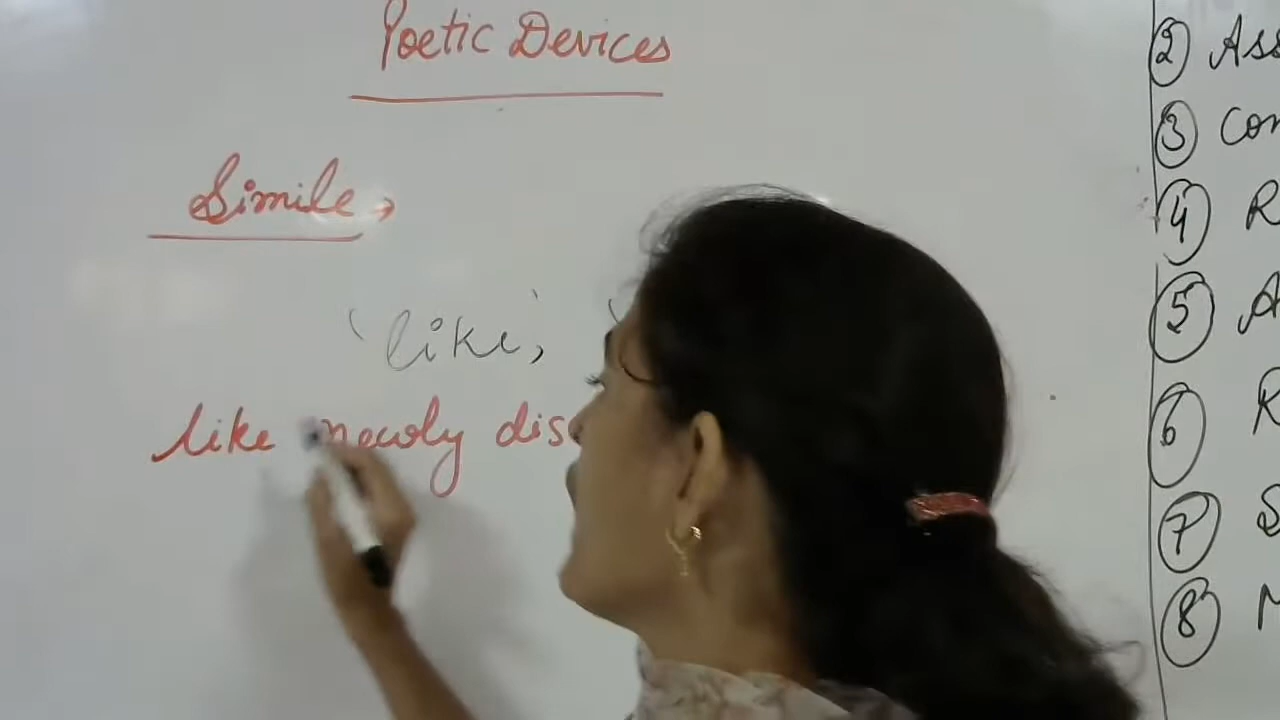 Poetic Devices
Simile →
'like,' '
like newly dis
② Ass
③ Con
④ R
⑤ A
⑥ R
⑦ S
⑧ M